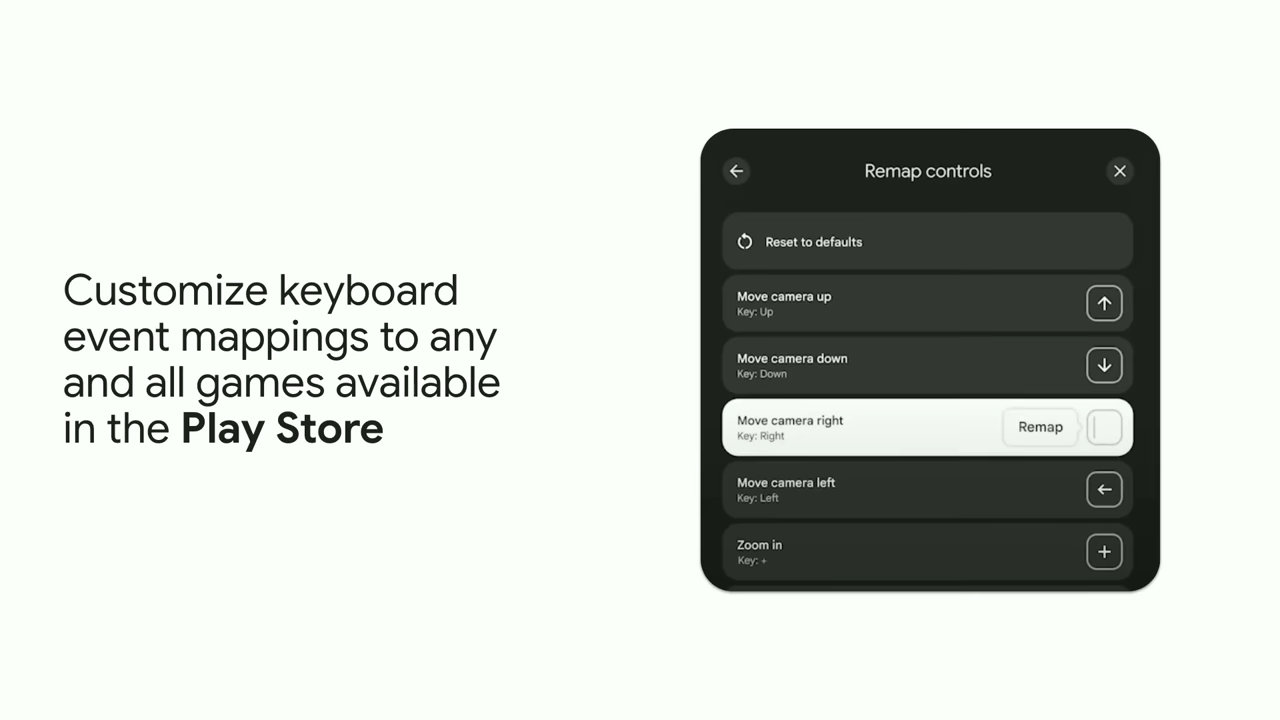 Customize keyboard
event mappings to any
and all games available
in the Play Store
Remap controls
Reset to defaults
Move camera up
Key: Up
Move camera down
Key: Down
Move camera right
Key: Right
Remap
Move camera left
Key: Left
Zoom in
Key: +